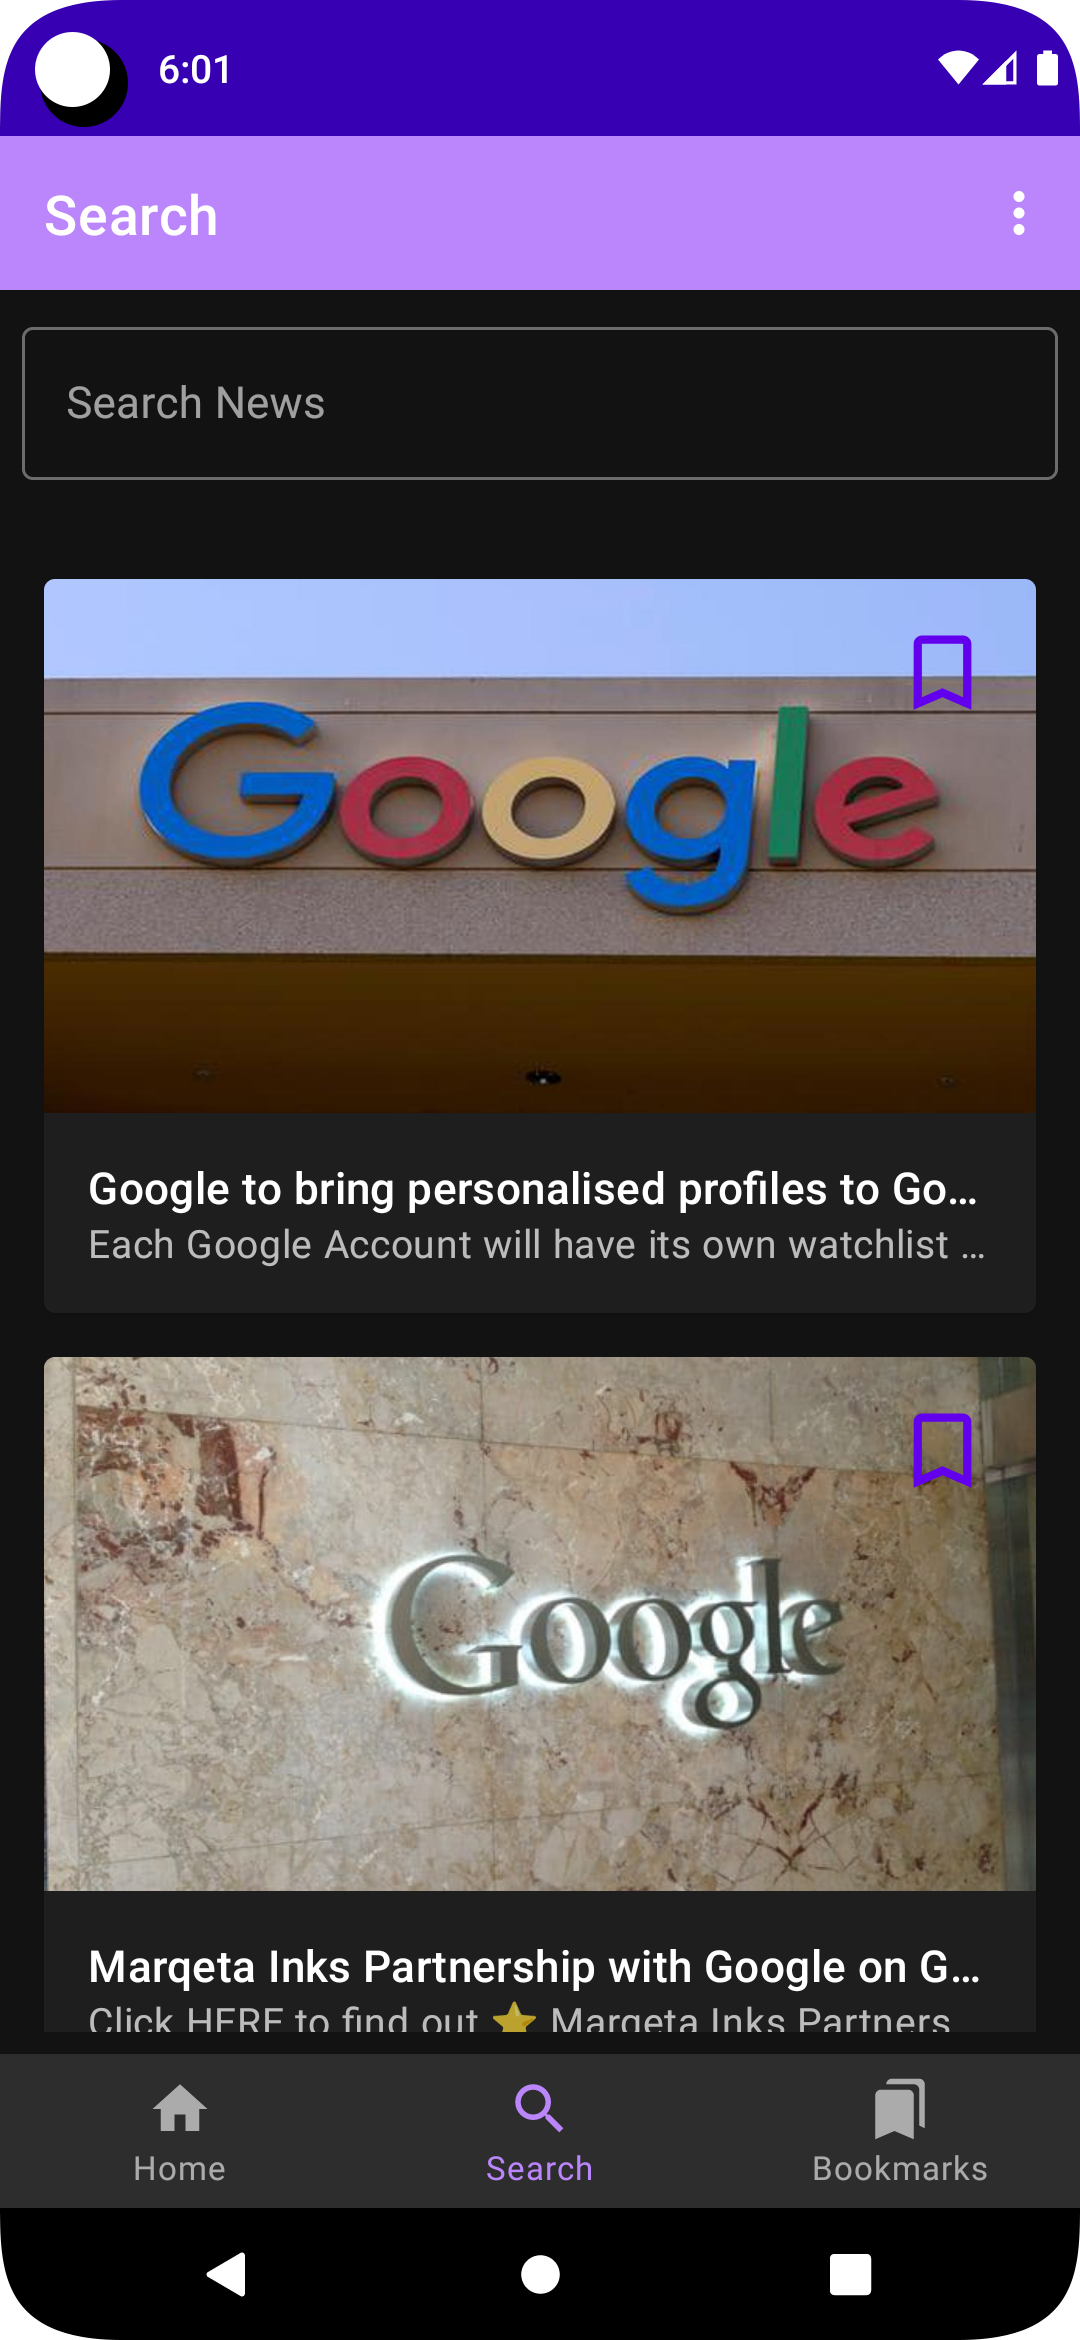 6:01
Search
Search News
Google
Google to bring personalised profiles to Go...
Each Google Account will have its own watchlist ...
Google
Marqeta Inks Partnership with Google on G...
Click HERE to find out ⭐ Marqeta Inks Partners
Home
Search
Bookmarks